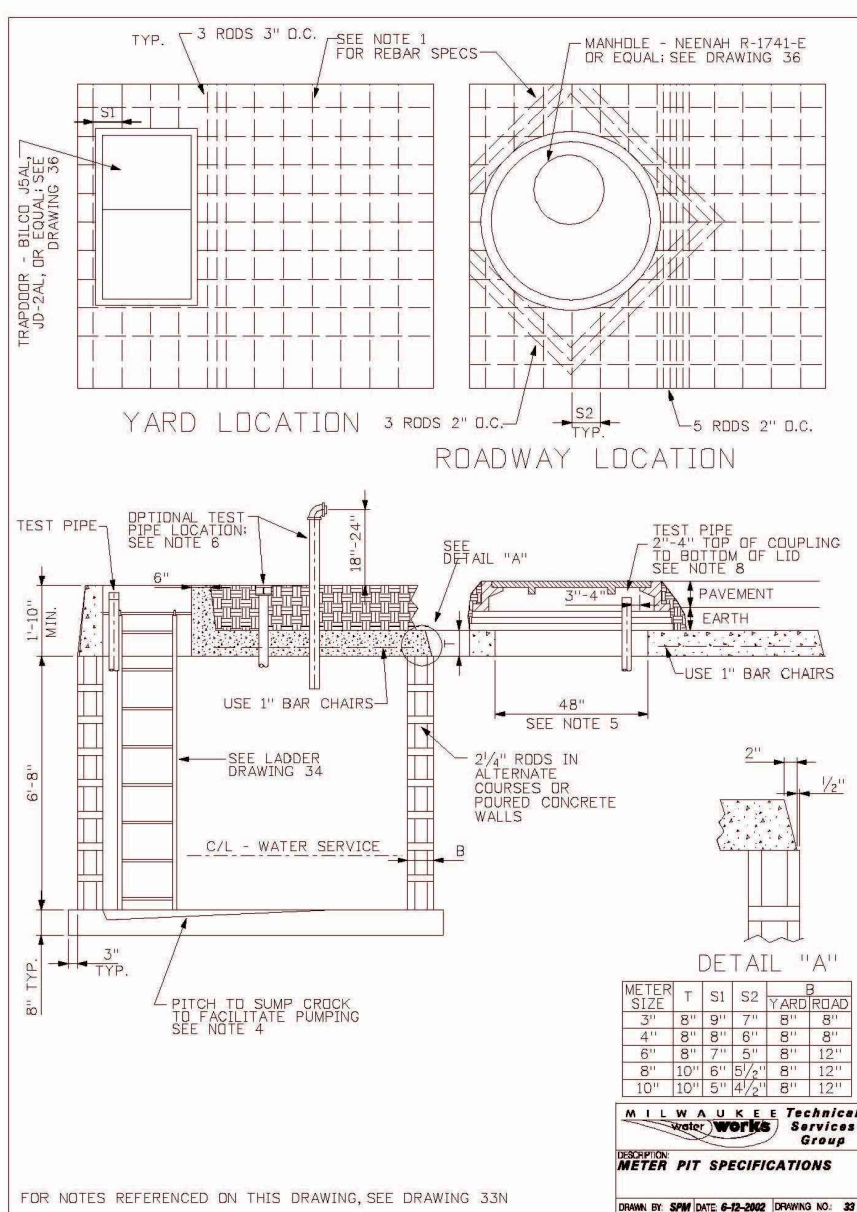 TYP.
3 RODS 3" O.C.
SEE NOTE 1
FOR REBAR SPECS
MANHOLE - NEENAH R-1741-E
OR EQUAL; SEE DRAWING 36
S1
TRAPDOOR - BILCO J5AL,
JD-2AL, OR EQUAL; SEE
DRAWING 36
YARD LOCATION
3 RODS 2" O.C.
S2
TYP.
5 RODS 2" O.C.
ROADWAY LOCATION
TEST PIPE
OPTIONAL TEST
PIPE LOCATION;
SEE NOTE 6
18"-24"
SEE
DETAIL "A"
TEST PIPE
2"-4" TOP OF COUPLING
TO BOTTOM OF LID
SEE NOTE 8
6"
3"-4"
PAVEMENT
EARTH
1'-10"
MIN.
T
USE 1" BAR CHAIRS
USE 1" BAR CHAIRS
48"
SEE NOTE 5
6'-8"
SEE LADDER
DRAWING 34
2 1/4" RODS IN
ALTERNATE
COURSES OR
POURED CONCRETE
WALLS
2"
1/2"
C/L - WATER SERVICE
B
8" TYP.
3"
TYP.
PITCH TO SUMP CROCK
TO FACILITATE PUMPING
SEE NOTE 4
DETAIL "A"
METER SIZE T S1 S2 B YARD ROAD
3" 8" 9" 7" 8" 8"
4" 8" 8" 6" 8" 8"
6" 8" 7" 5" 8" 12"
8" 10" 6" 5 1/2" 8" 12"
10" 10" 5" 4 1/2" 8" 12"
MILWAUKEE
water works
Technical
Services
Group
DESCRIPTION:
METER PIT SPECIFICATIONS
DRAWN BY: SPM DATE: 6-12-2002 DRAWING NO.: 33
FOR NOTES REFERENCED ON THIS DRAWING, SEE DRAWING 33N